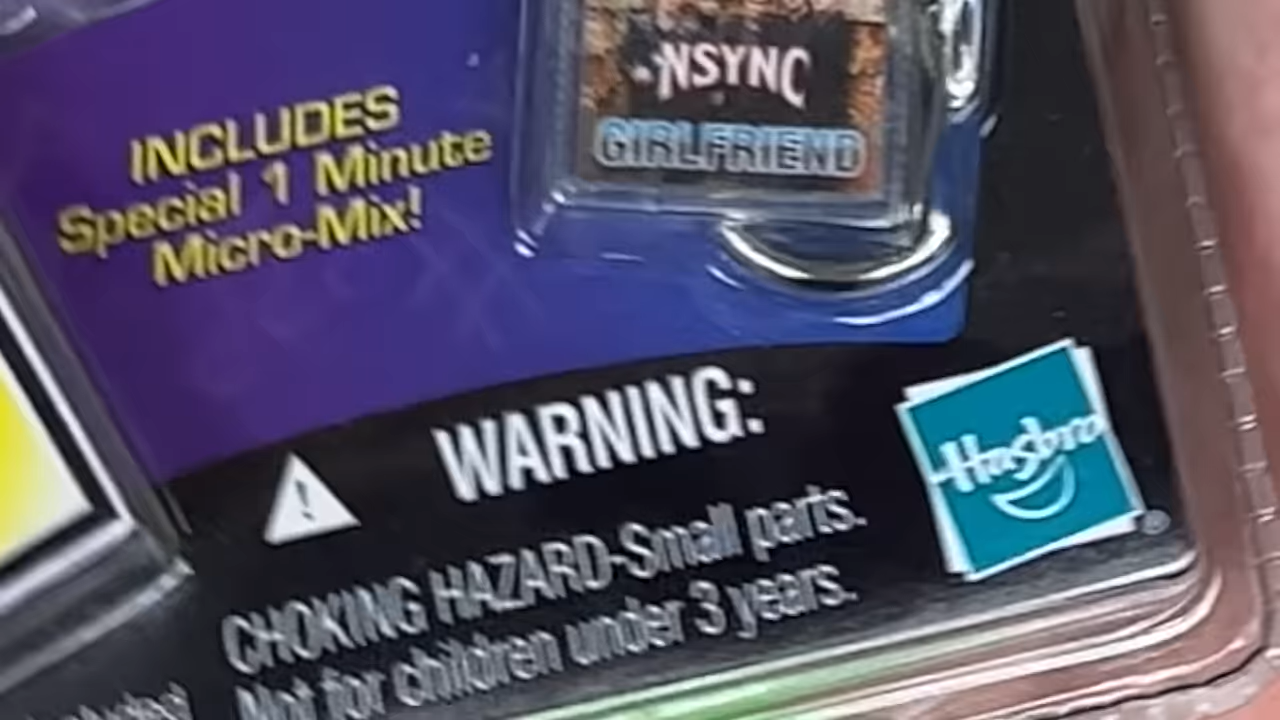 *NSYNC
GIRLFRIEND
INCLUDES
Special 1 Minute
Micro-Mix!
WARNING:
CHOKING HAZARD-Small parts.
Not for children under 3 years.
Hasbro
®